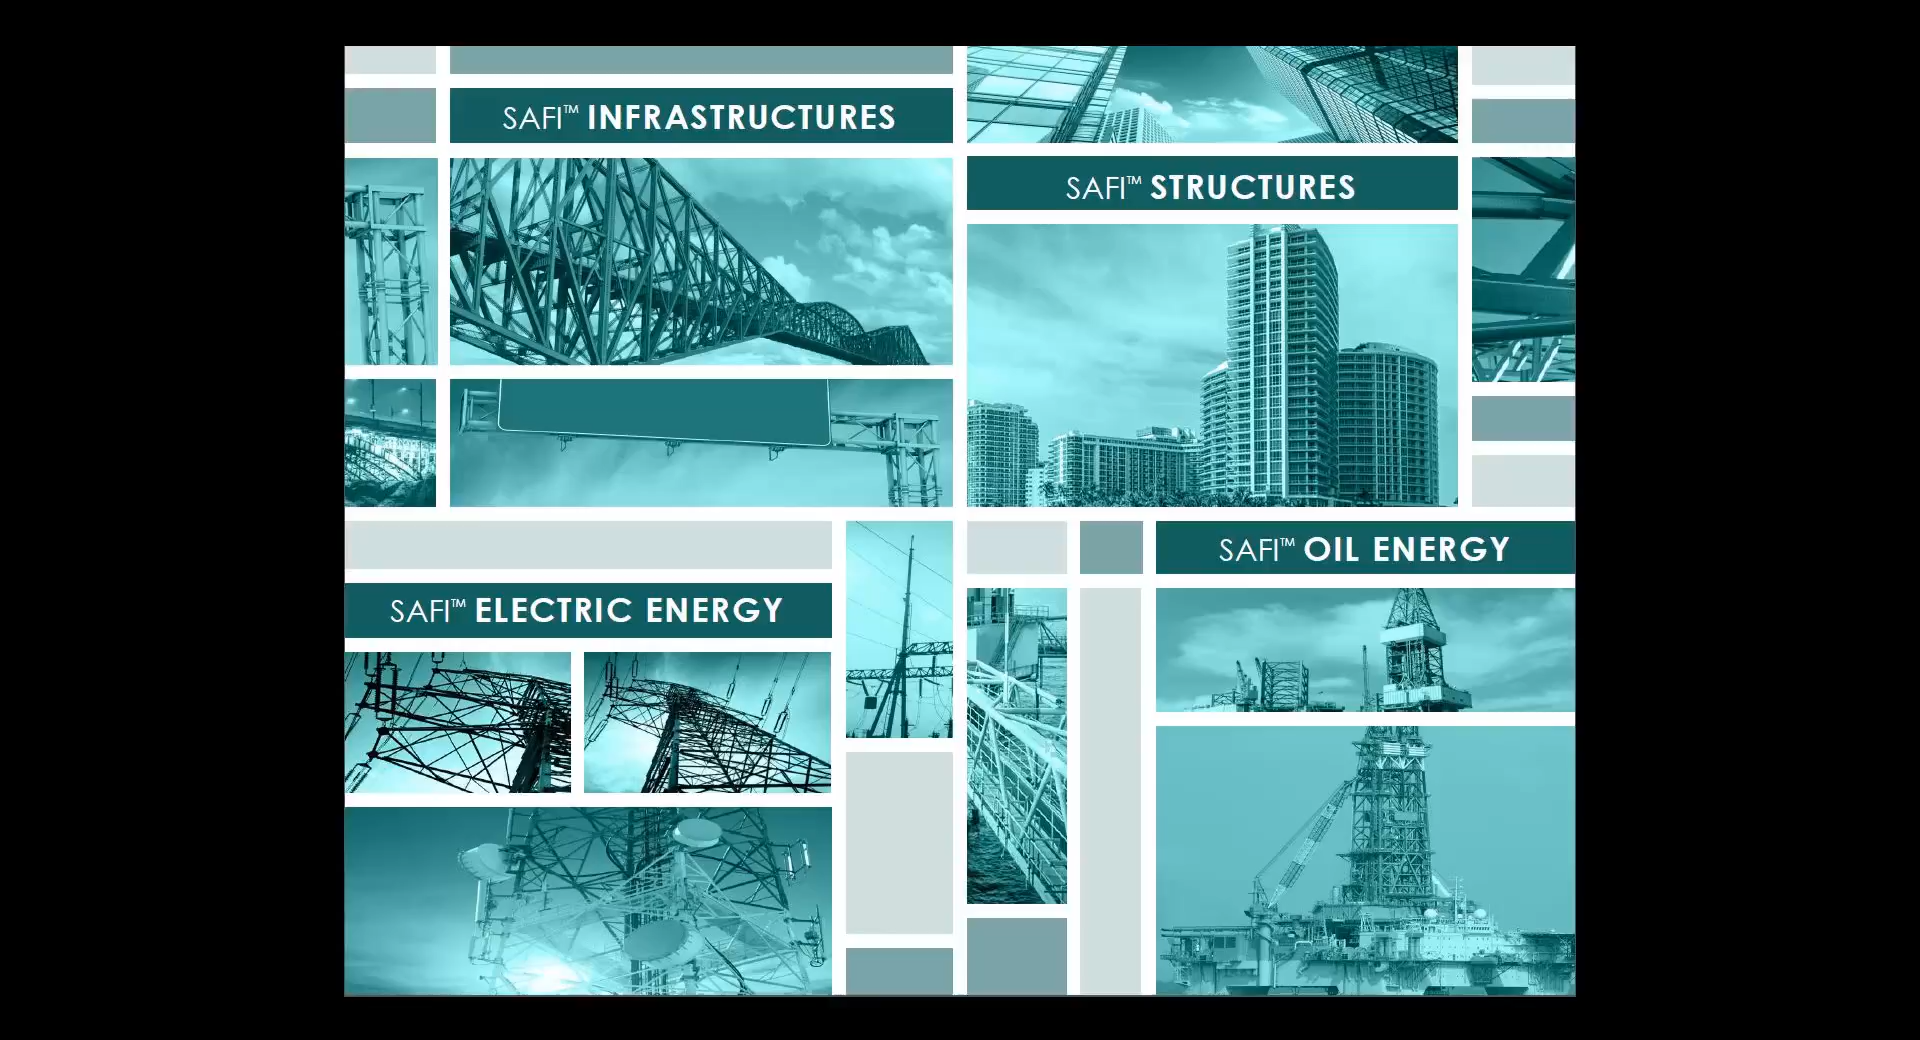 SAFI™ INFRASTRUCTURES
SAFI™ STRUCTURES
SAFI™ OIL ENERGY
SAFI™ ELECTRIC ENERGY